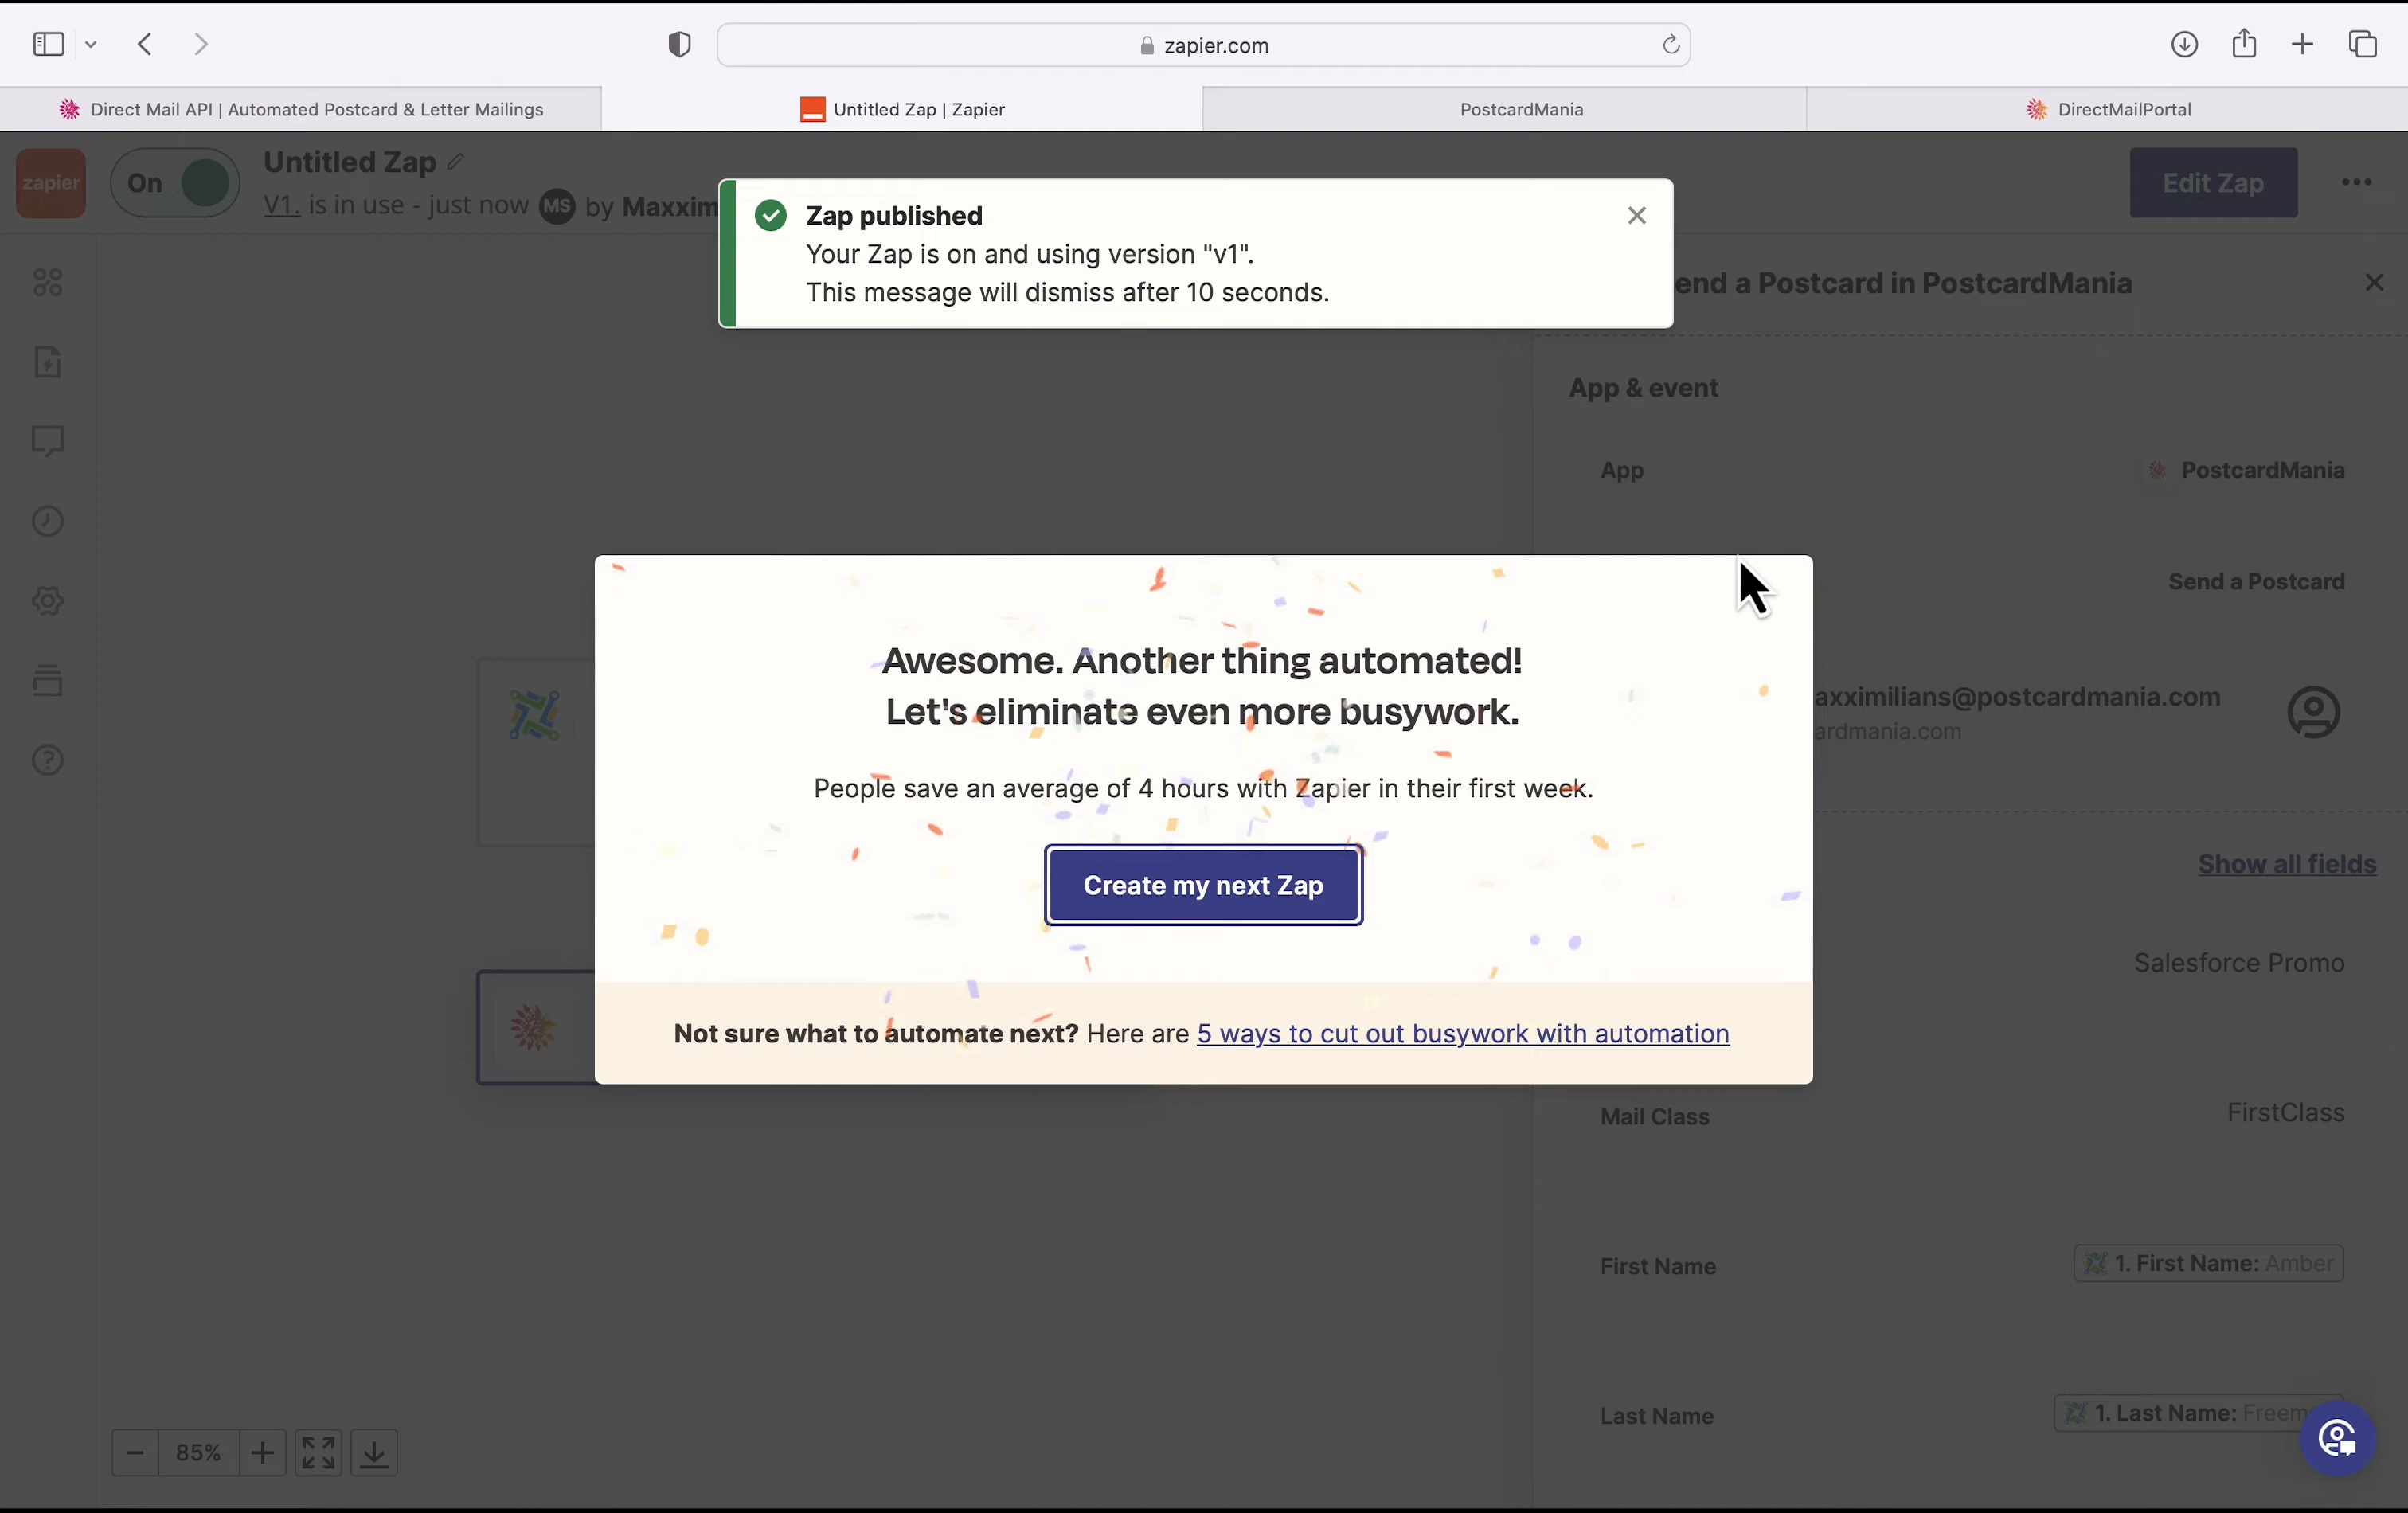 zapier.com
Direct Mail API | Automated Postcard & Letter Mailings
Untitled Zap | Zapier
PostcardMania
DirectMailPortal
zapier
On
Untitled Zap
V1. is in use - just now MS by Maxxim
Edit Zap
Zap published
Your Zap is on and using version "v1".
This message will dismiss after 10 seconds.
end a Postcard in PostcardMania
App & event
App
PostcardMania
Send a Postcard
axximilians@postcardmania.com
ardmania.com
Awesome. Another thing automated!
Let's eliminate even more busywork.
People save an average of 4 hours with Zapier in their first week.
Create my next Zap
Not sure what to automate next? Here are 5 ways to cut out busywork with automation
Show all fields
Salesforce Promo
Mail Class
FirstClass
First Name
1. First Name: Amber
Last Name
1. Last Name: Freem
85%